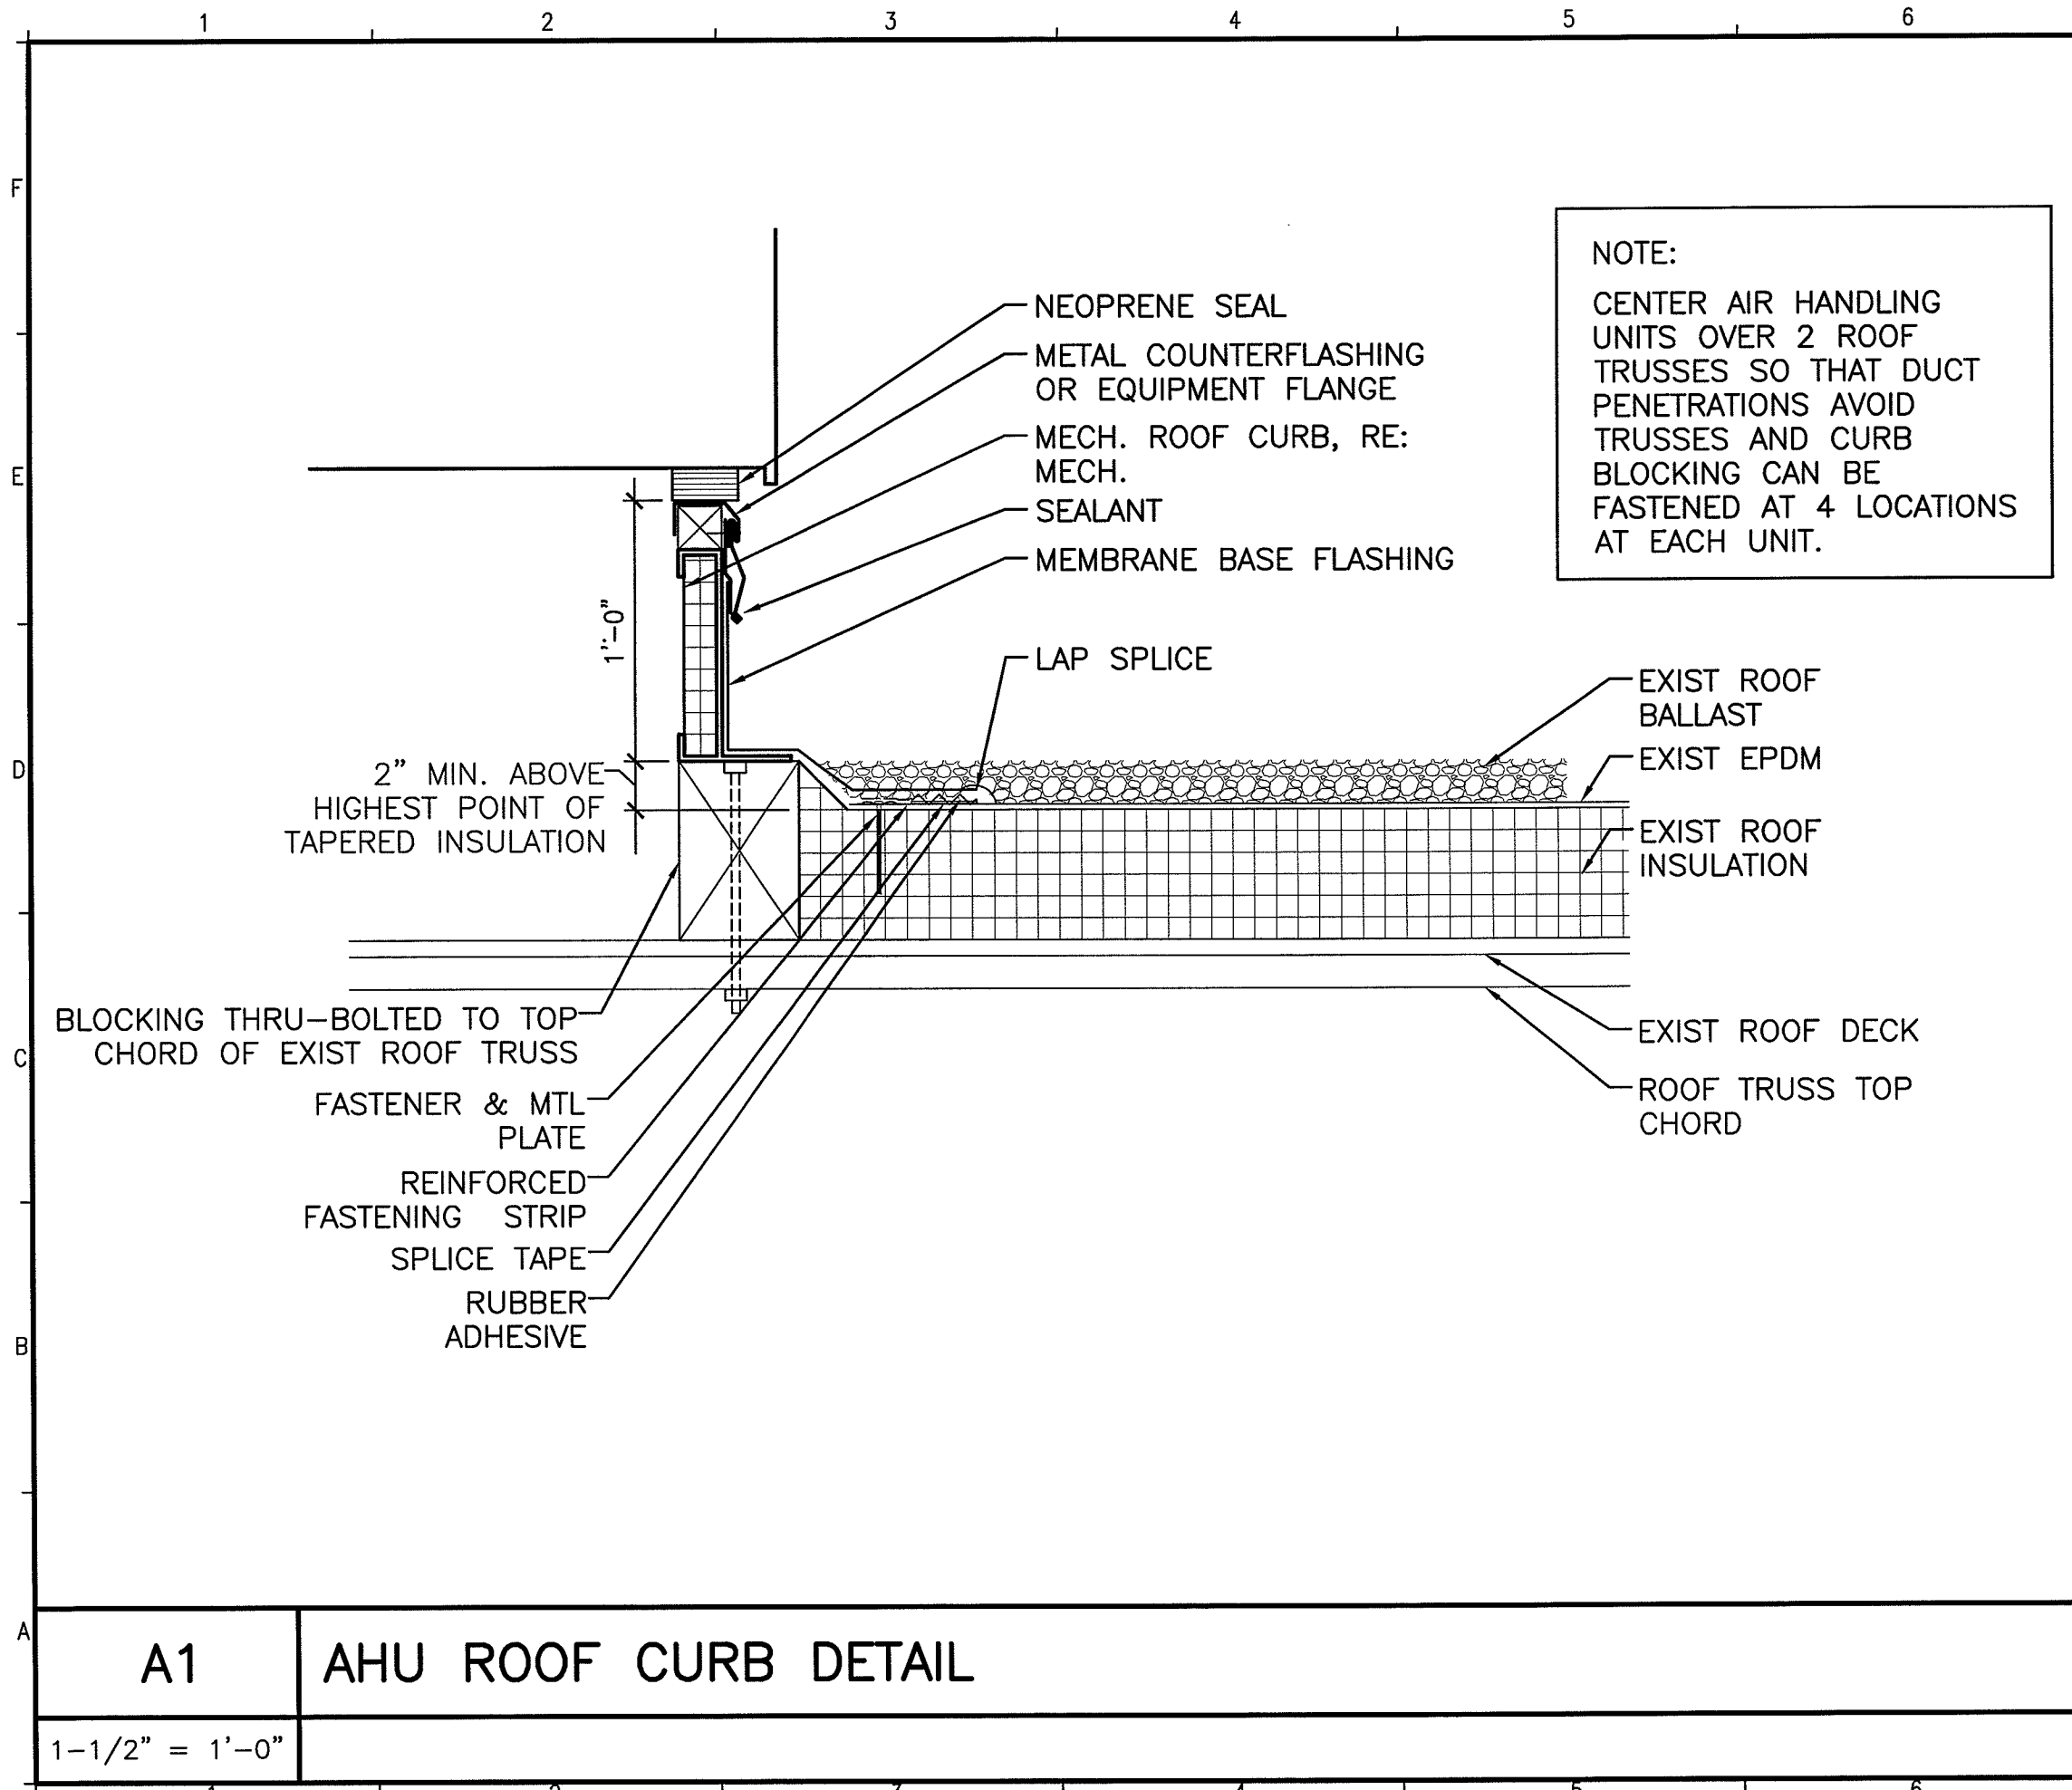 1 2 3 4 5 6
F
E
D
C
B
A
NEOPRENE SEAL
METAL COUNTERFLASHING
OR EQUIPMENT FLANGE
MECH. ROOF CURB, RE:
MECH.
SEALANT
MEMBRANE BASE FLASHING
LAP SPLICE
NOTE:
CENTER AIR HANDLING
UNITS OVER 2 ROOF
TRUSSES SO THAT DUCT
PENETRATIONS AVOID
TRUSSES AND CURB
BLOCKING CAN BE
FASTENED AT 4 LOCATIONS
AT EACH UNIT.
1'-0"
2" MIN. ABOVE
HIGHEST POINT OF
TAPERED INSULATION
EXIST ROOF
BALLAST
EXIST EPDM
EXIST ROOF
INSULATION
EXIST ROOF DECK
ROOF TRUSS TOP
CHORD
BLOCKING THRU-BOLTED TO TOP
CHORD OF EXIST ROOF TRUSS
FASTENER & MTL
PLATE
REINFORCED
FASTENING STRIP
SPLICE TAPE
RUBBER
ADHESIVE
A1
AHU ROOF CURB DETAIL
1-1/2" = 1'-0"